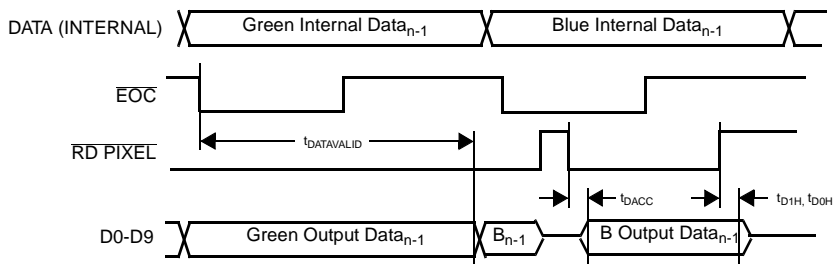 DATA (INTERNAL) Green Internal Datan-1 Blue Internal Datan-1
EOC
tDATAVALID
RD PIXEL
tDACC tD1H, tD0H
D0-D9 Green Output Datan-1 Bn-1 B Output Datan-1